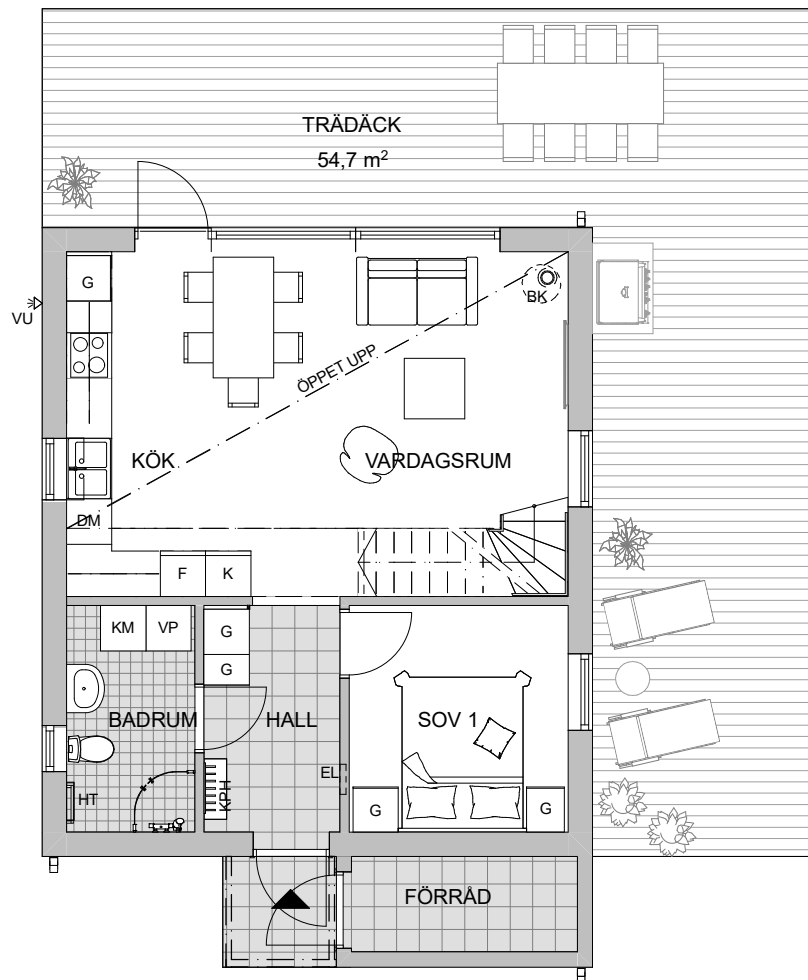 TRÄDÄCK
54,7 m²
G
BK
VU
ÖPPET UPP
KÖK
VARDAGSRUM
DM
F
K
KM
VP
G
G
BADRUM
HALL
SOV 1
EL
HT
KPH
G
G
FÖRRÅD